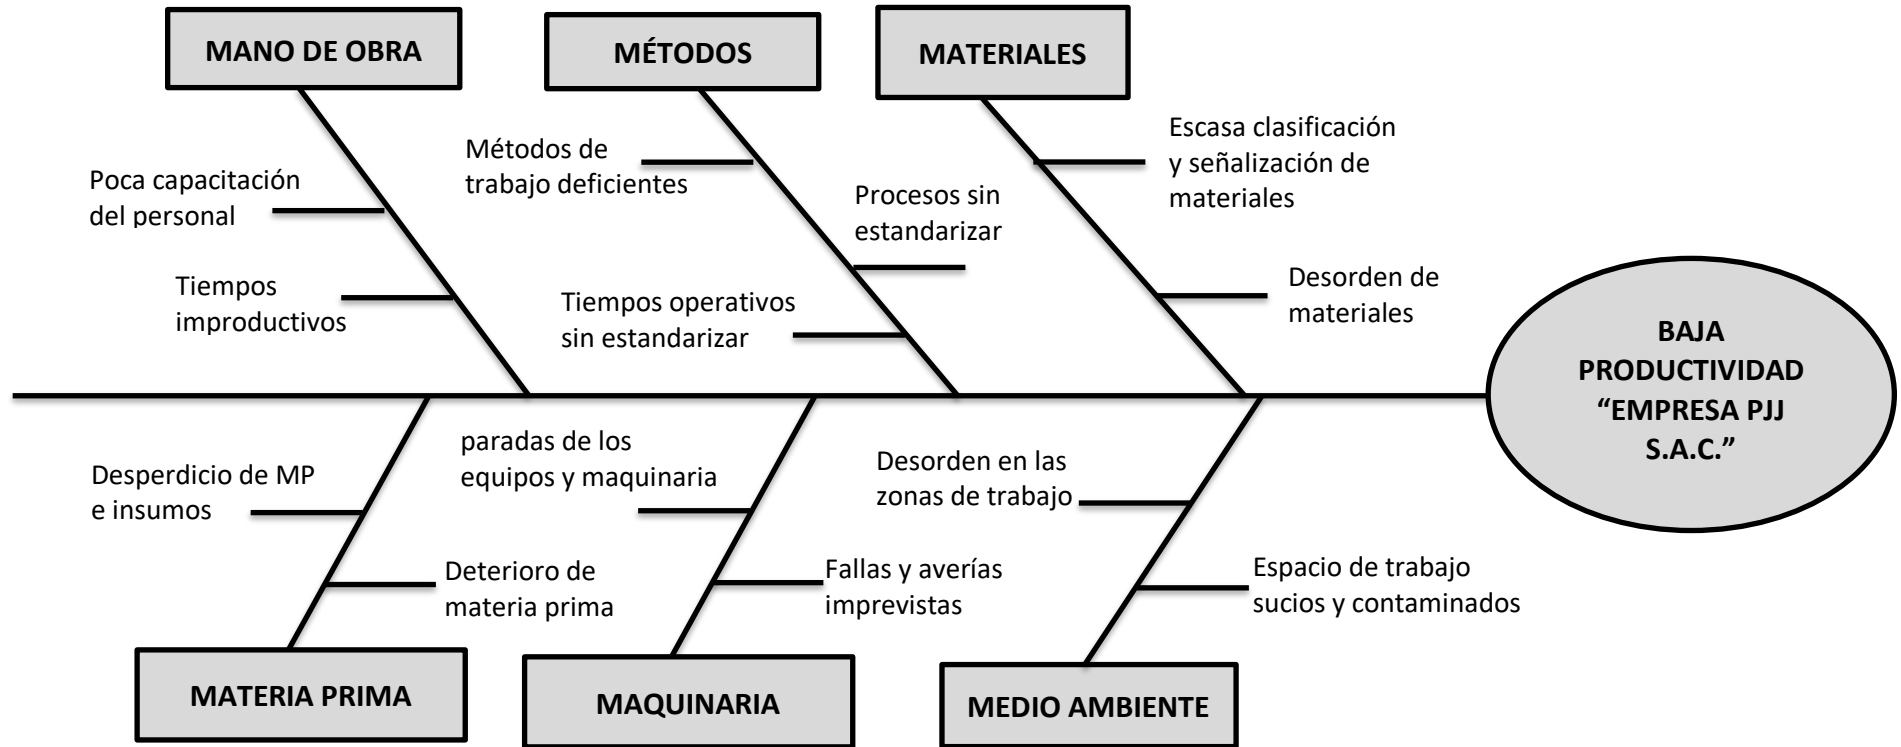 MANO DE OBRA
MÉTODOS
MATERIALES
Poca capacitación
del personal
Tiempos
improductivos
Métodos de
trabajo deficientes
Procesos sin
estandarizar
Tiempos operativos
sin estandarizar
Escasa clasificación
y señalización de
materiales
Desorden de
materiales
BAJA
PRODUCTIVIDAD
“EMPRESA PJJ
S.A.C.”
Desperdicio de MP
e insumos
Deterioro de
materia prima
paradas de los
equipos y maquinaria
Fallas y averías
imprevistas
Desorden en las
zonas de trabajo
Espacio de trabajo
sucios y contaminados
MATERIA PRIMA
MAQUINARIA
MEDIO AMBIENTE